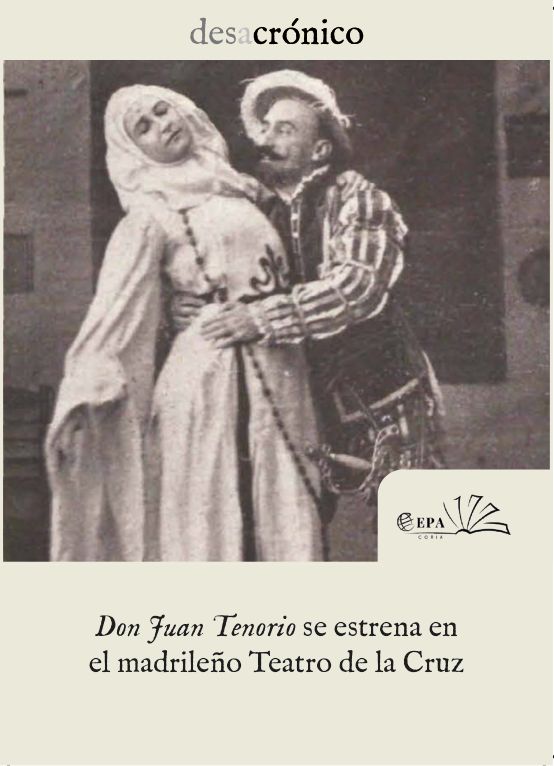 desacrónico
EPA
CORIA
Don Juan Tenorio se estrena en
el madrileño Teatro de la Cruz